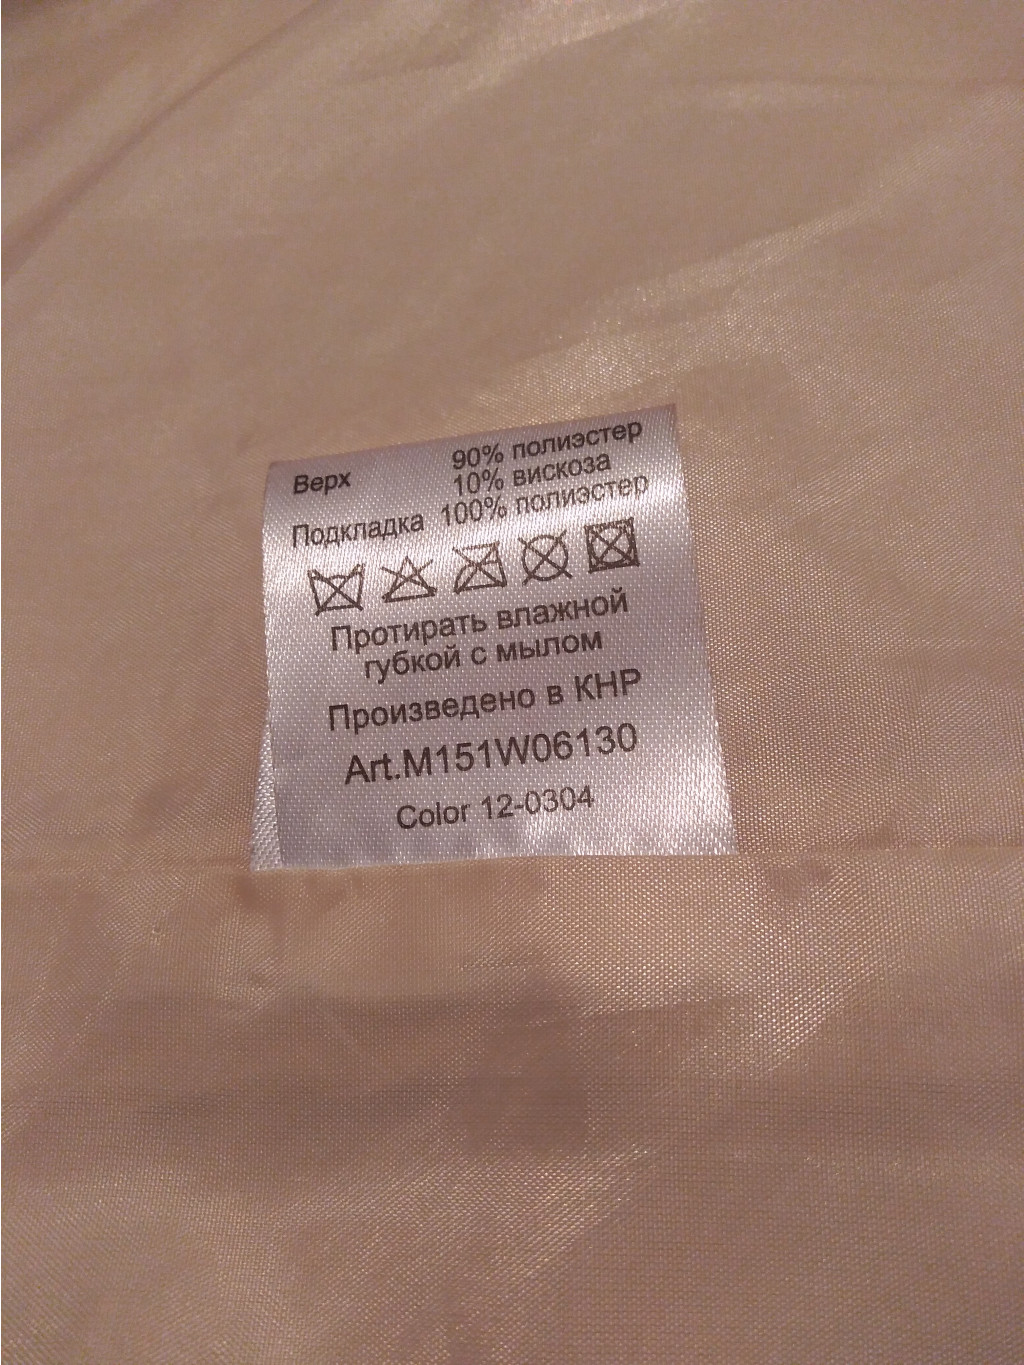 Верх 90% полиэстер
10% вискоза
Подкладка 100% полиэстер
Протирать влажной
губкой с мылом
Произведено в КНР
Art.M151W06130
Color 12-0304